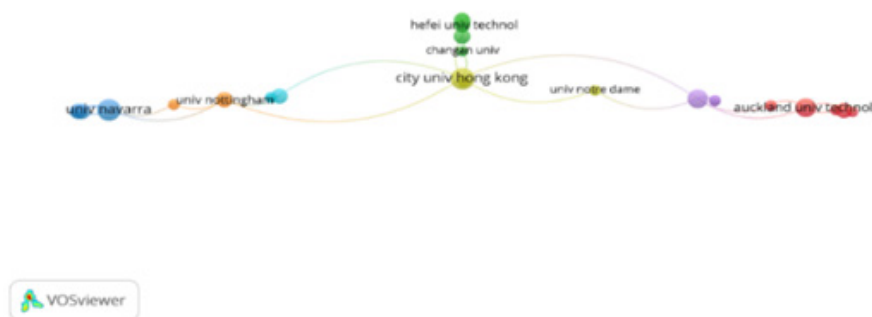 hefei univ technol
changan univ
city univ hong kong
univ notre dame
univ nottingham
univ navarra
auckland univ technol
VOSviewer